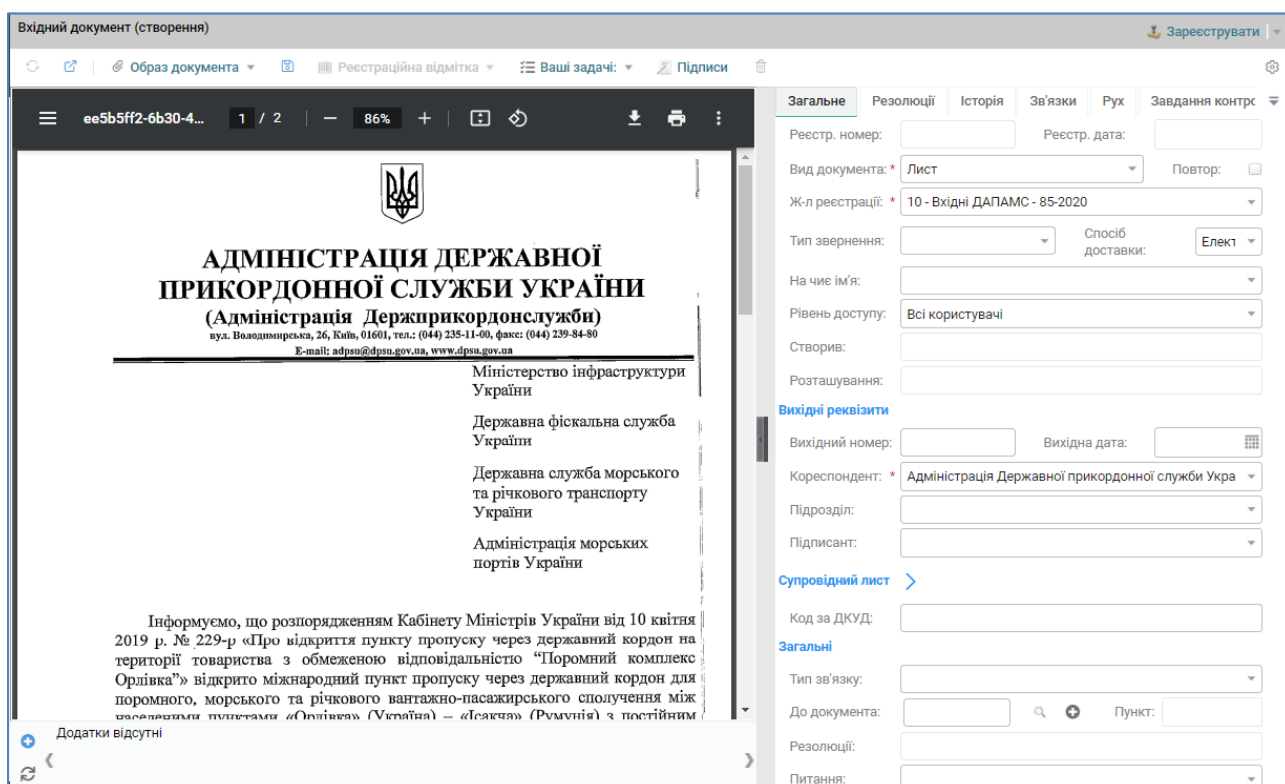 Вхідний документ (створення)
Зареєструвати
Образ документа
Реєстраційна відмітка
Ваші задачі:
Підписи
ee5b5ff2-6b30-4...
1 / 2
86%
АДМІНІСТРАЦІЯ ДЕРЖАВНОЇ
ПРИКОРДОННОЇ СЛУЖБИ УКРАЇНИ
(Адміністрація Держприкордонслужби)
вул. Володимирська, 26, Київ, 01601, тел.: (044) 235-11-00, факс: (044) 239-84-80
E-mail: adpsu@dpsu.gov.ua, www.dpsu.gov.ua
Міністерство інфраструктури
України
Державна фіскальна служба
України
Державна служба морського
та річкового транспорту
України
Адміністрація морських
портів України
Інформуємо, що розпорядженням Кабінету Міністрів України від 10 квітня
2019 р. № 229-р «Про відкриття пункту пропуску через державний кордон на
території товариства з обмеженою відповідальністю “Поромний комплекс
Орлівка”» відкрито міжнародний пункт пропуску через державний кордон для
поромного, морського та річкового вантажно-пасажирського сполучення між
населеними пунктами «Орлівка» (Україна) – «Ісакча» (Румунія) з постійним
Додатки відсутні
Загальне
Резолюції
Історія
Зв'язки
Рух
Завдання контрс
Реєстр. номер:
Реєстр. дата:
Вид документа: * Лист
Повтор:
Ж-л реєстрації: * 10 - Вхідні ДАПАМС - 85-2020
Тип звернення:
Спосіб
доставки:
Елект
На чиє ім'я:
Рівень доступу: Всі користувачі
Створив:
Розташування:
Вихідні реквізити
Вихідний номер:
Вихідна дата:
Кореспондент: * Адміністрація Державної прикордонної служби Укра
Підрозділ:
Підписант:
Супровідний лист
Код за ДКУД:
Загальні
Тип зв'язку:
До документа:
Пункт:
Резолюції:
Питання: